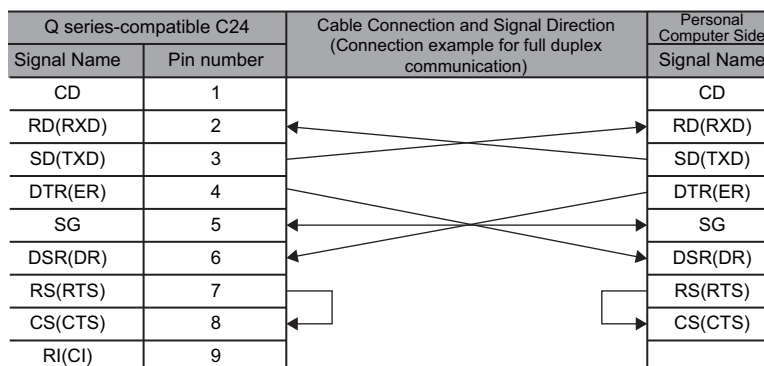 Q series-compatible C24
Cable Connection and Signal Direction
(Connection example for full duplex
communication)
Personal
Computer Side
Signal Name Pin number Signal Name
CD 1 CD
RD(RXD) 2 RD(RXD)
SD(TXD) 3 SD(TXD)
DTR(ER) 4 DTR(ER)
SG 5 SG
DSR(DR) 6 DSR(DR)
RS(RTS) 7 RS(RTS)
CS(CTS) 8 CS(CTS)
RI(CI) 9